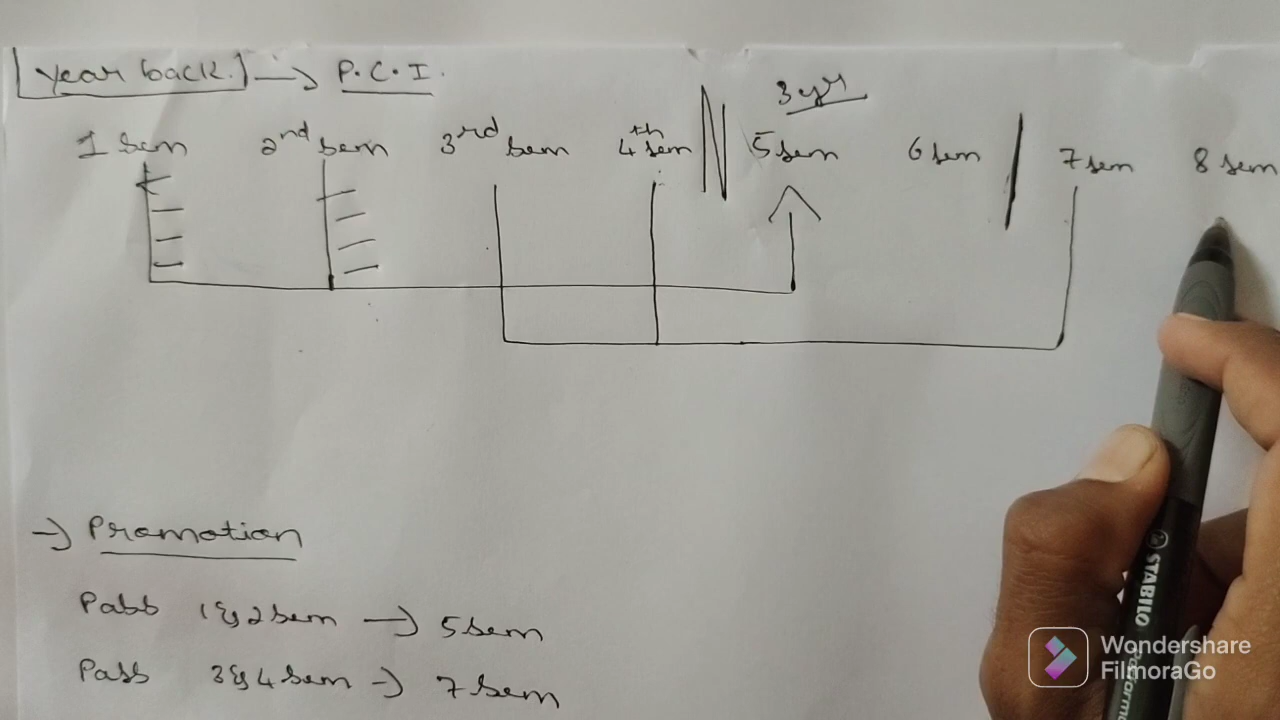 Year back. → P.C.I.
3 yr
1 sem 2nd sem 3rd sem 4th sem 5 sem 6 sem 7 sem 8 sem
→ Promotion
Pass 1 & 2 sem → 5 sem
Pass 3 & 4 sem → 7 sem
STABILO
Wondershare
FilmoraGo